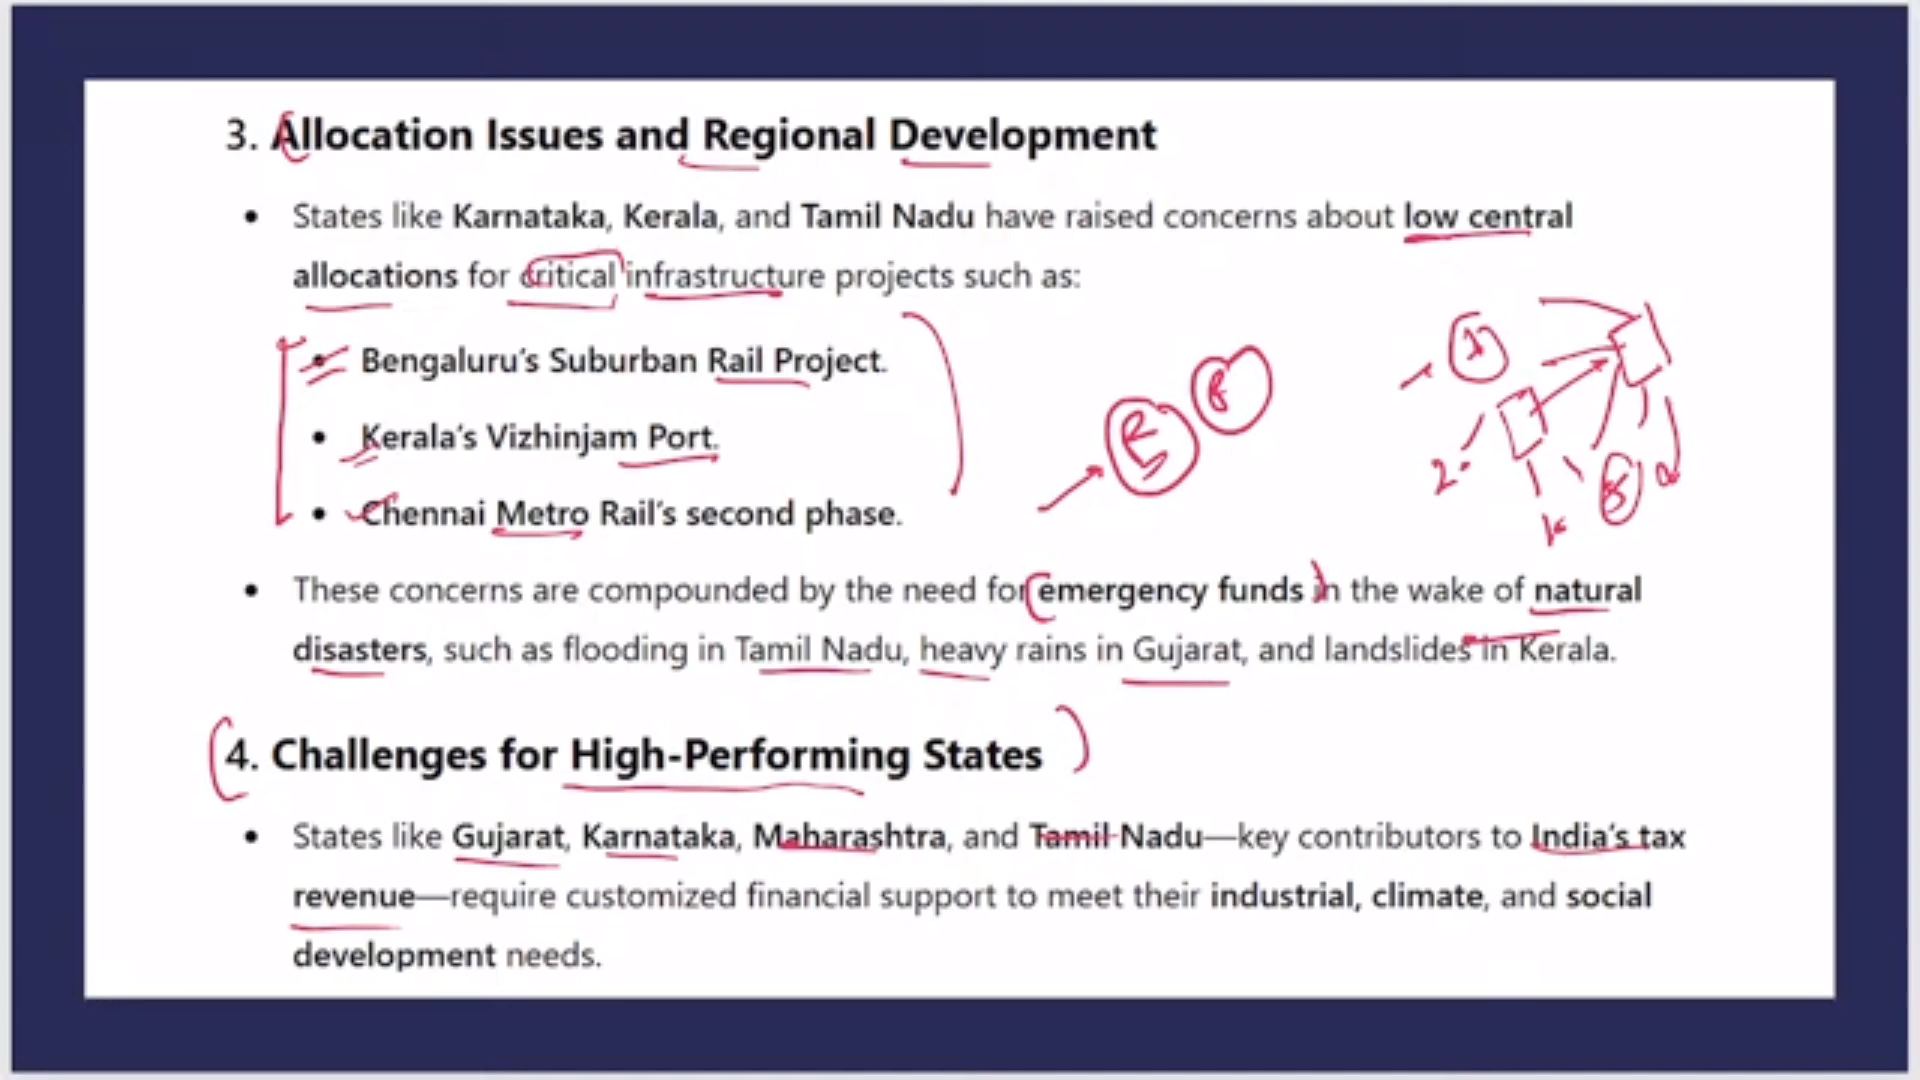 3. Allocation Issues and Regional Development
• States like Karnataka, Kerala, and Tamil Nadu have raised concerns about low central
allocations for critical infrastructure projects such as:
• Bengaluru's Suburban Rail Project.
• Kerala's Vizhinjam Port.
• Chennai Metro Rail's second phase.
• These concerns are compounded by the need for emergency funds in the wake of natural
disasters, such as flooding in Tamil Nadu, heavy rains in Gujarat, and landslides in Kerala.
4. Challenges for High-Performing States
• States like Gujarat, Karnataka, Maharashtra, and Tamil Nadu—key contributors to India's tax
revenue—require customized financial support to meet their industrial, climate, and social
development needs.